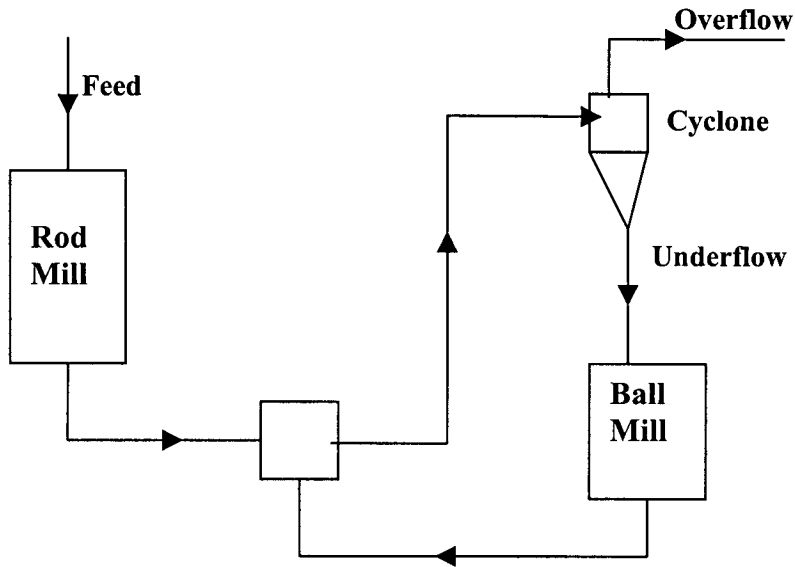 Overflow
Feed
Cyclone
Rod
Mill
Underflow
Ball
Mill